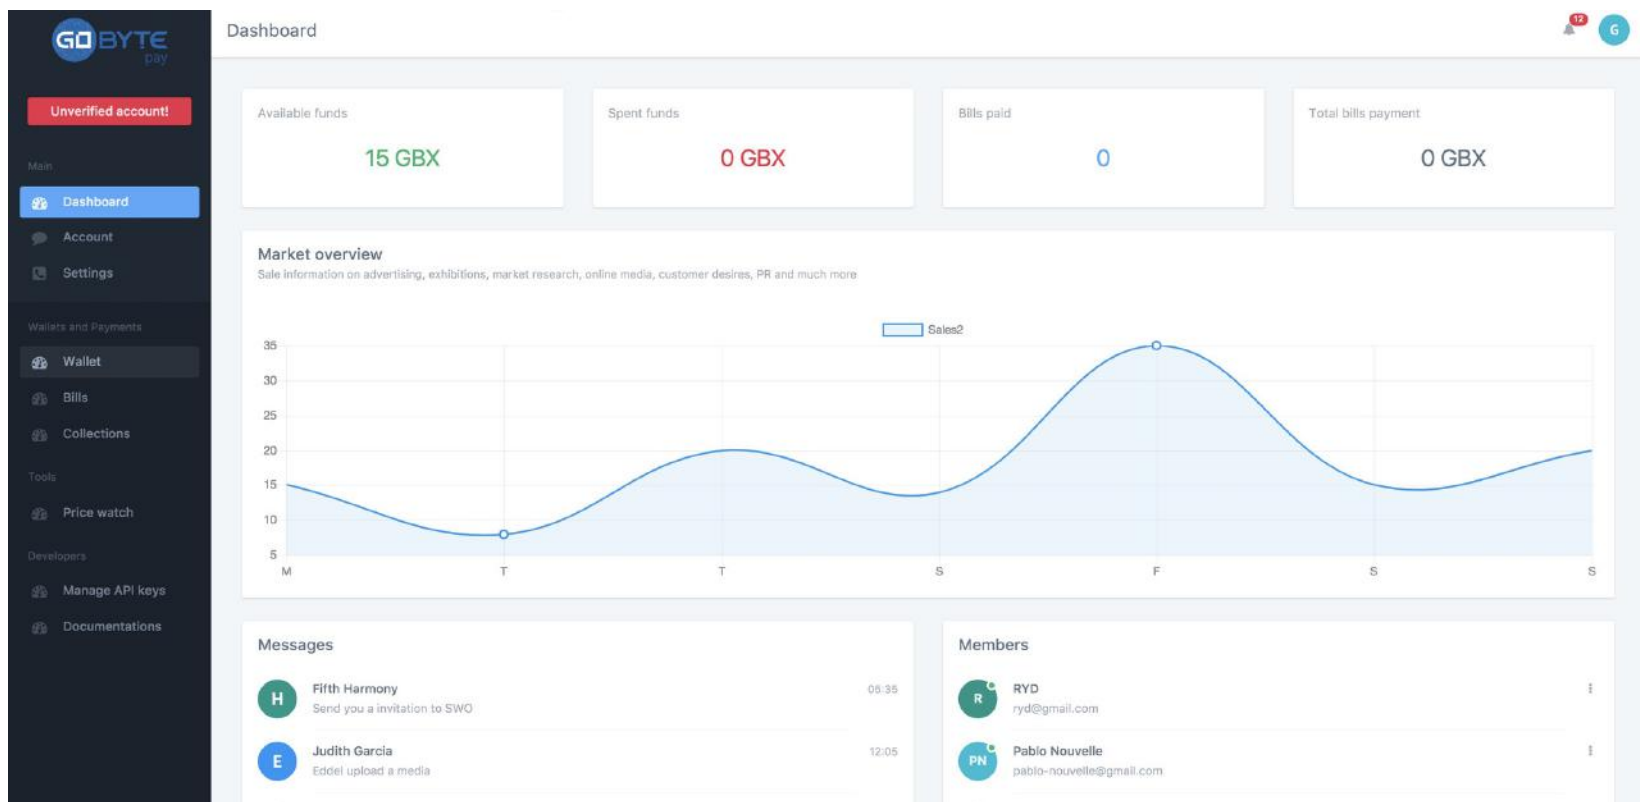 GOBYTE
pay
Dashboard
12
G
Unverified account!
Main
Dashboard
Account
Settings
Wallets and Payments
Wallet
Bills
Collections
Tools
Price watch
Developers
Manage API keys
Documentations
Available funds
15 GBX
Spent funds
0 GBX
Bills paid
0
Total bills payment
0 GBX
Market overview
Sale information on advertising, exhibitions, market research, online media, customer desires, PR and much more
Sales2
35
30
25
20
15
10
5
M T T S F S S
Messages
H
Fifth Harmony
05:35
Send you a invitation to SWO
E
Judith Garcia
12:05
Eddel upload a media
Members
R
RYD
ryd@gmail.com
PN
Pablo Nouvelle
pablo-nouvelle@gmail.com